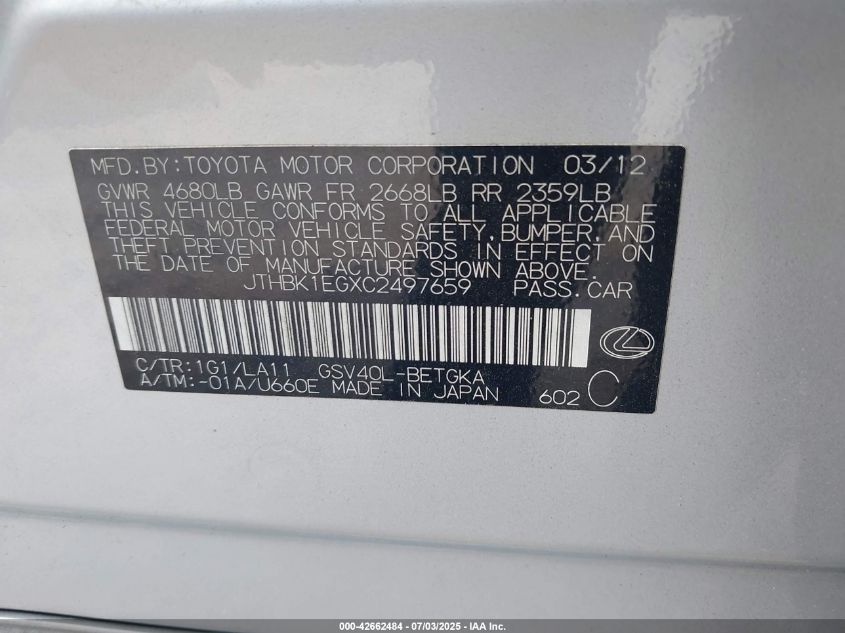 MFD.BY:TOYOTA MOTOR CORPORATION 03/12
GVWR 4680LB GAWR FR 2668LB RR 2359LB
THIS VEHICLE CONFORMS TO ALL APPLICABLE
FEDERAL MOTOR VEHICLE SAFETY,BUMPER,AND
THEFT PREVENTION STANDARDS IN EFFECT ON
THE DATE OF MANUFACTURE SHOWN ABOVE.
JTHBK1EGXC2497659 PASS.CAR
C/TR:1G1/LA11 GSV40L-BETGKA
A/TM:-01A/U660E MADE IN JAPAN 602 C
000-42662484 - 07/03/2025 - IAA Inc.